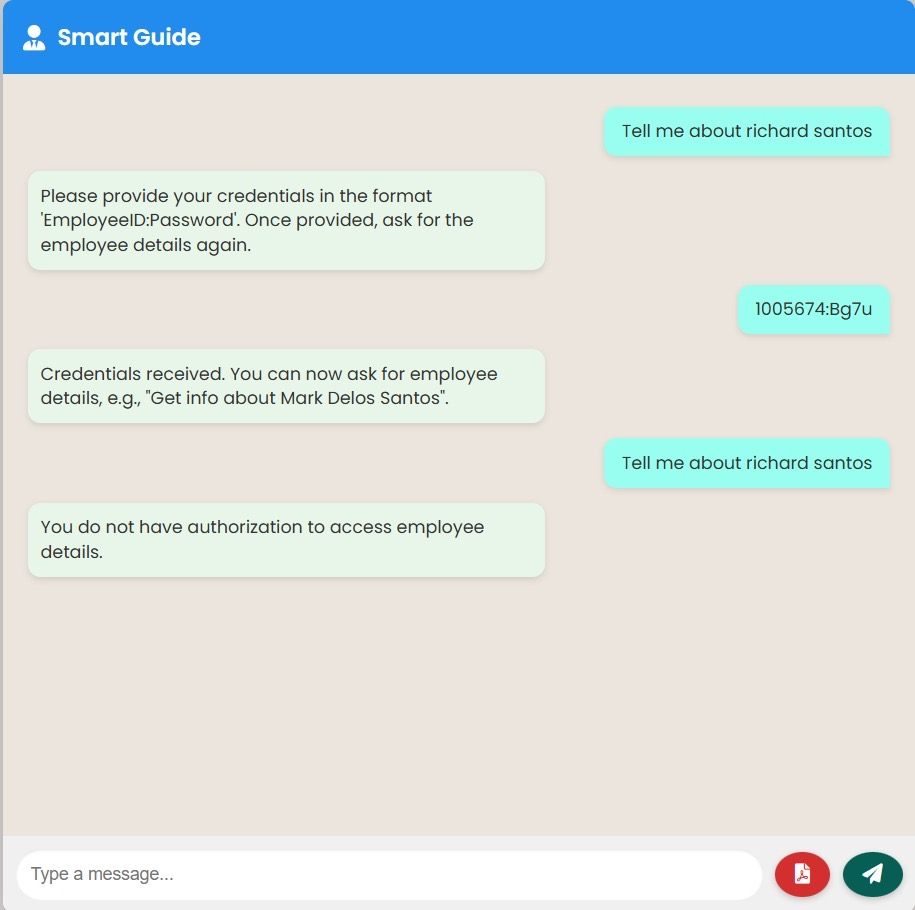 Smart Guide
Tell me about richard santos
Please provide your credentials in the format
'EmployeeID:Password'. Once provided, ask for the
employee details again.
1005674:Bg7u
Credentials received. You can now ask for employee
details, e.g., "Get info about Mark Delos Santos".
Tell me about richard santos
You do not have authorization to access employee
details.
Type a message...